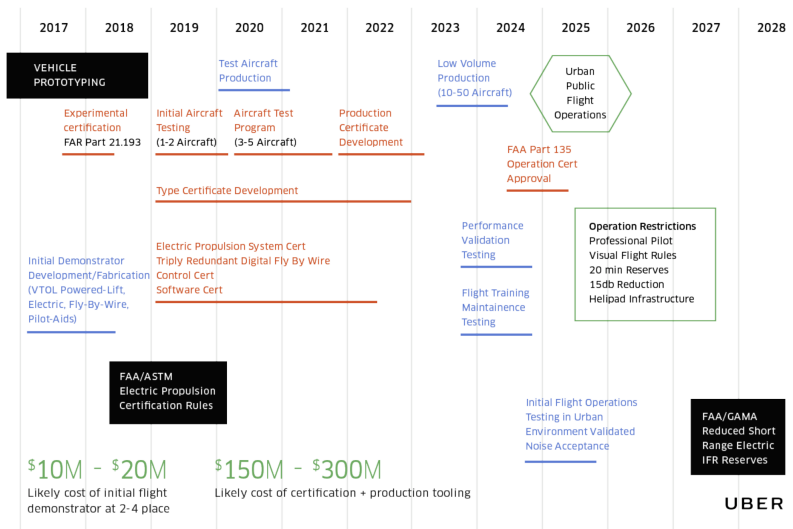 2017 2018 2019 2020 2021 2022 2023 2024 2025 2026 2027 2028
VEHICLE
PROTOTYPING
Test Aircraft
Production
Low Volume
Production
(10-50 Aircraft)
Urban
Public
Flight
Operations
Experimental
certification
FAR Part 21.193
Initial Aircraft
Testing
(1-2 Aircraft)
Aircraft Test
Program
(3-5 Aircraft)
Production
Certificate
Development
FAA Part 135
Operation Cert
Approval
Type Certificate Development
Performance
Validation
Testing
Operation Restrictions
Professional Pilot
Visual Flight Rules
20 min Reserves
15db Reduction
Helipad Infrastructure
Initial Demonstrator
Development/Fabrication
(VTOL Powered-Lift,
Electric, Fly-By-Wire,
Pilot-Aids)
Electric Propulsion System Cert
Triply Redundant Digital Fly By Wire
Control Cert
Software Cert
Flight Training
Maintainence
Testing
FAA/ASTM
Electric Propulsion
Certification Rules
Initial Flight Operations
Testing in Urban
Environment Validated
Noise Acceptance
FAA/GAMA
Reduced Short
Range Electric
IFR Reserves
$10M - $20M
Likely cost of initial flight
demonstrator at 2-4 place
$150M - $300M
Likely cost of certification + production tooling
UBER